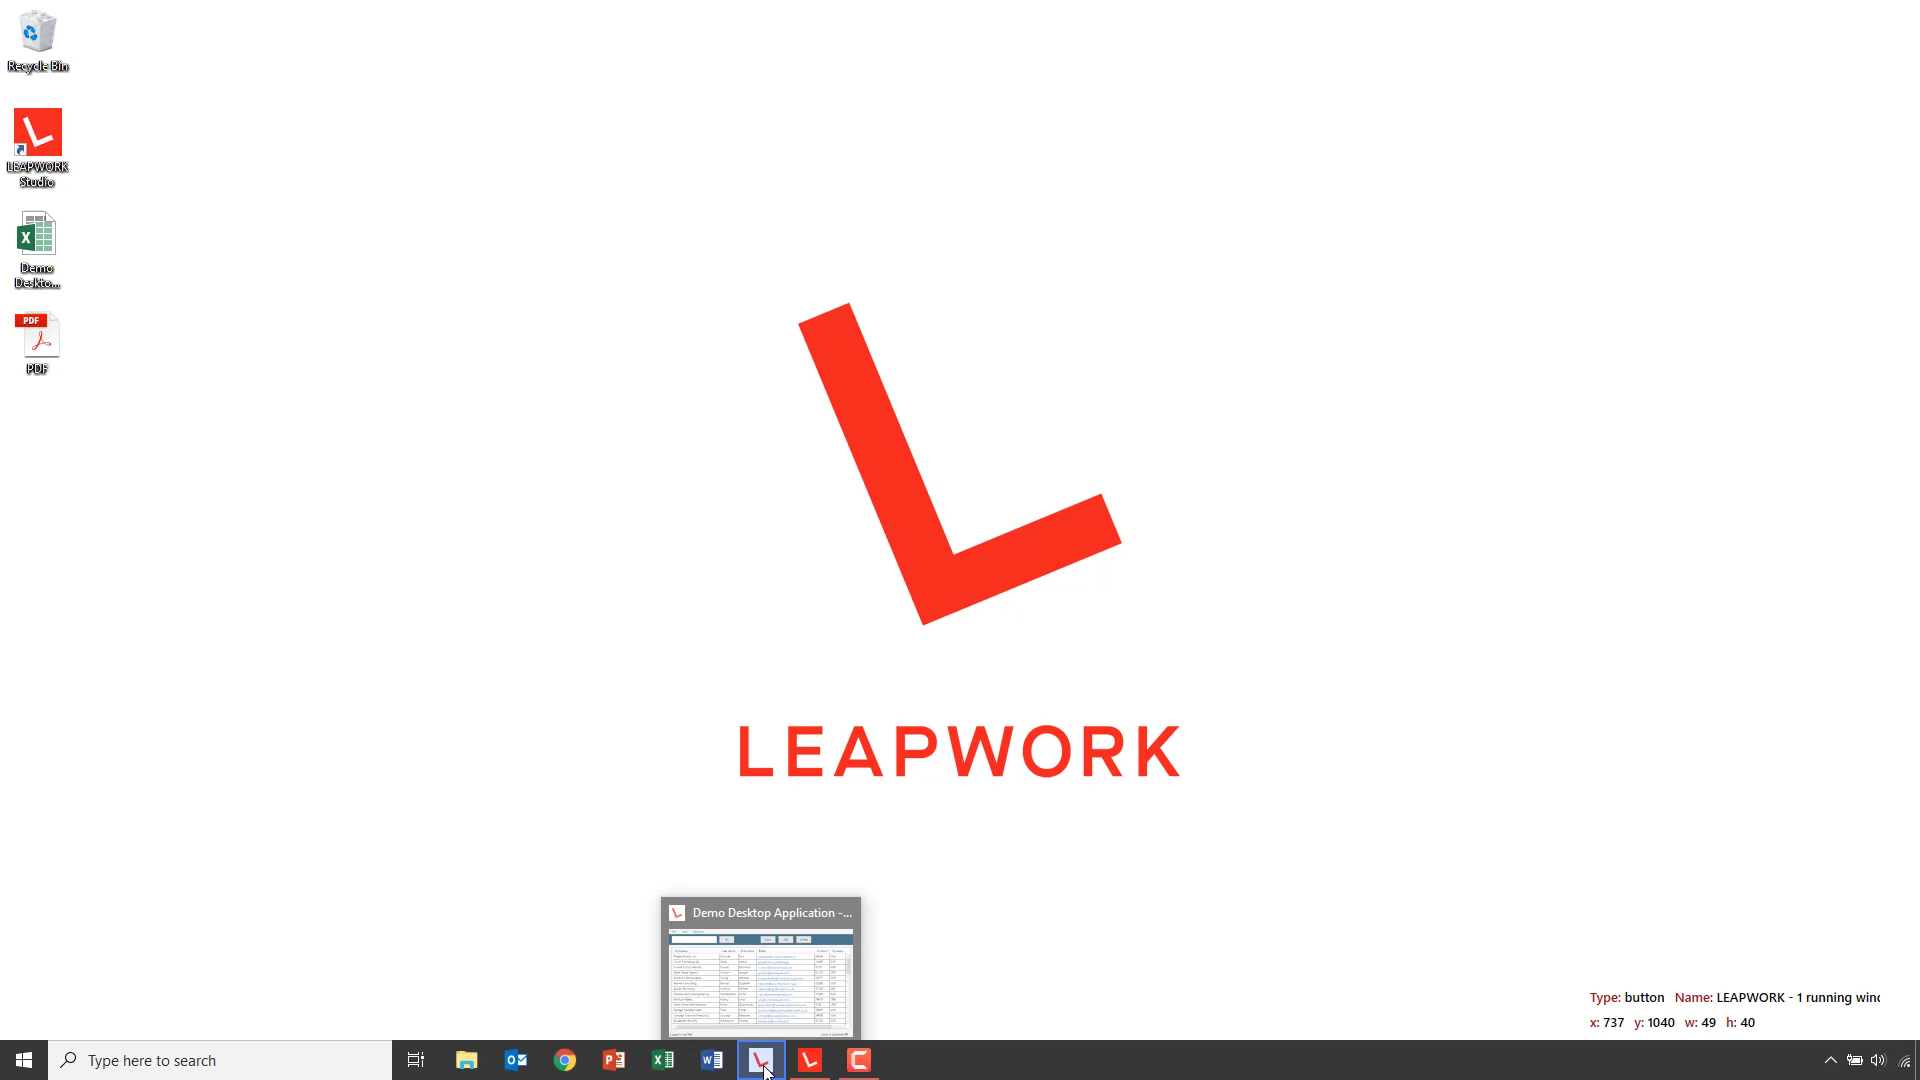 Recycle Bin
LEAPWORK
Studio
Demo
Deskto...
PDF
PDF
LEAPWORK
Demo Desktop Application -...
Type: button Name: LEAPWORK - 1 running wind
x: 737 y: 1040 w: 49 h: 40
Type here to search